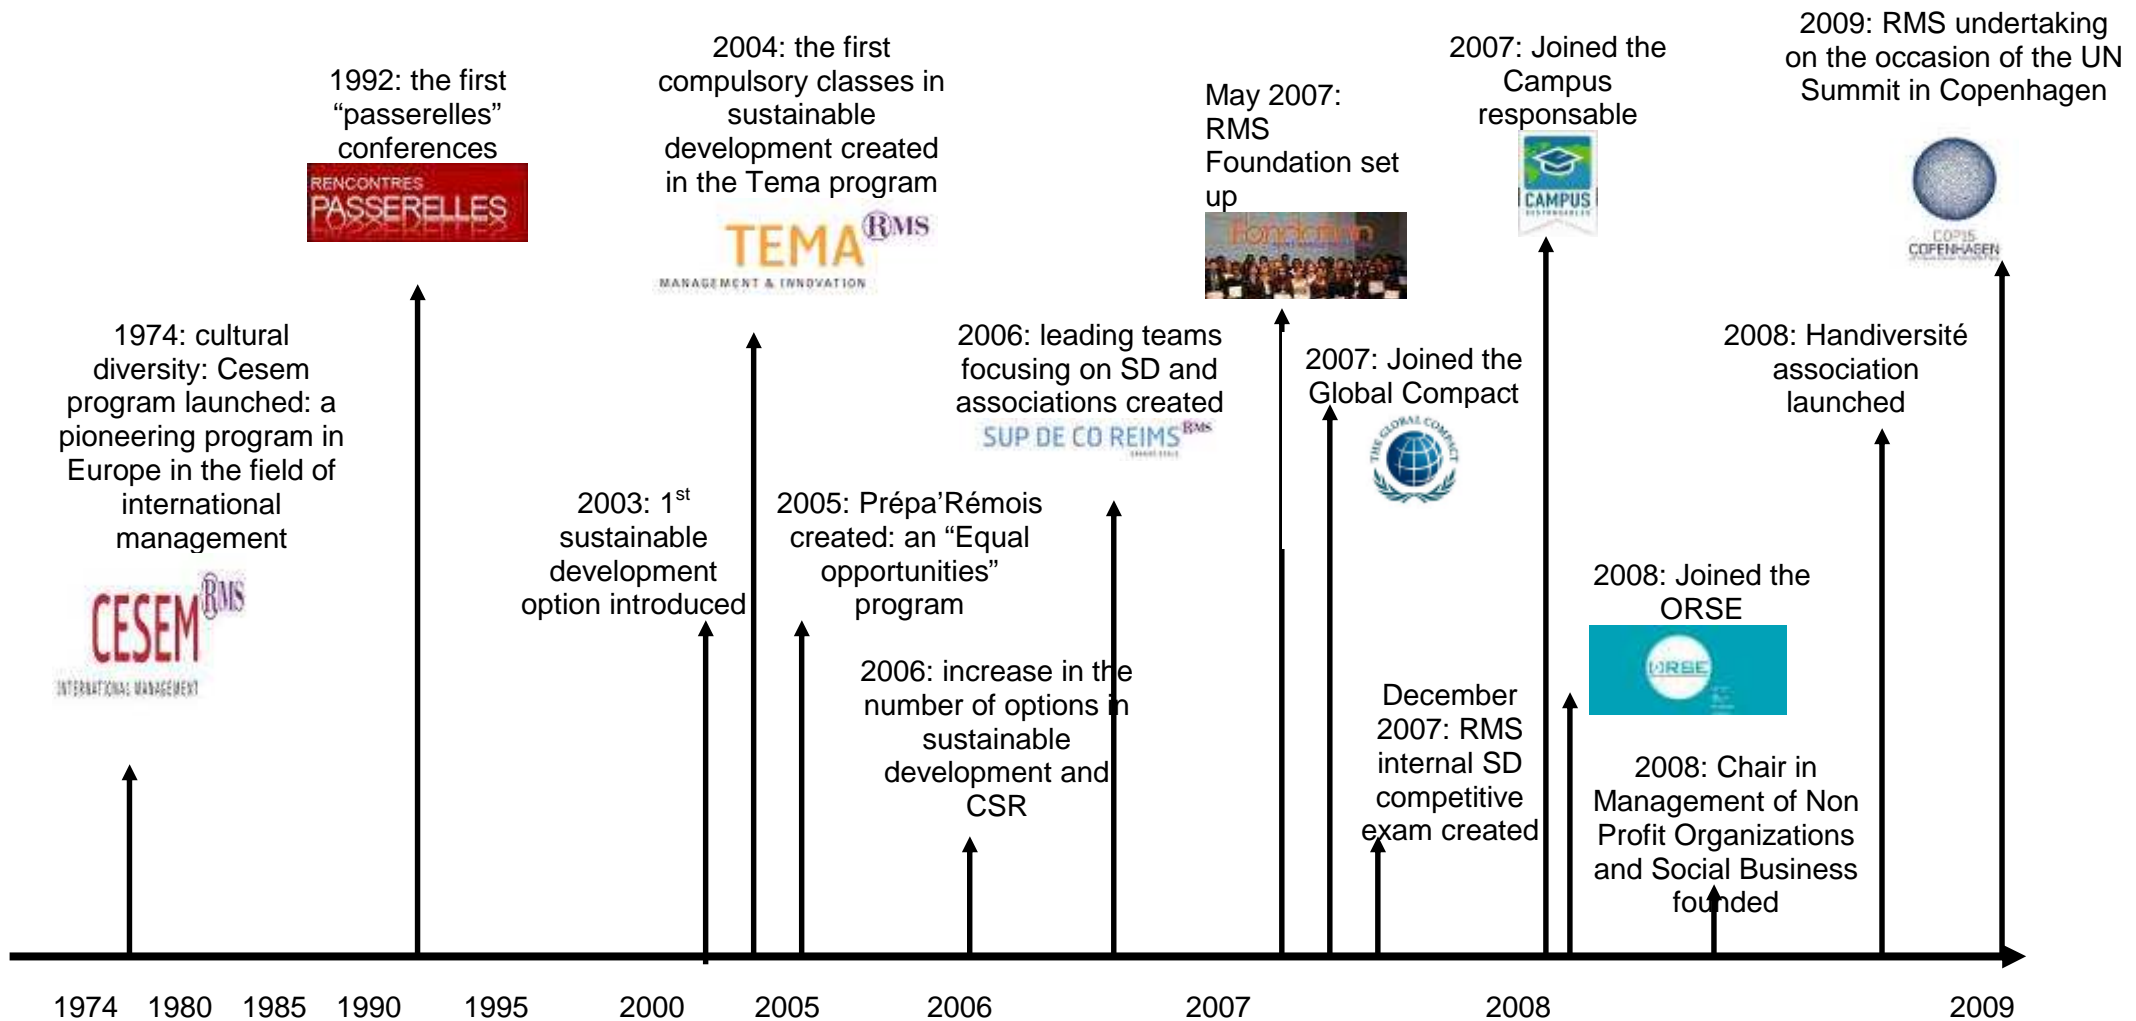 1974: cultural
diversity: Cesem
program launched: a
pioneering program in
Europe in the field of
international
management
CESEM RMS
INTERNATIONAL MANAGEMENT
1992: the first
“passerelles”
conferences
RENCONTRES
PASSERELLES
2003: 1st
sustainable
development
option introduced
2004: the first
compulsory classes in
sustainable
development created
in the Tema program
TEMA RMS
MANAGEMENT & INNOVATION
2005: Prépa’Rémois
created: an “Equal
opportunities”
program
2006: increase in the
number of options in
sustainable
development and
CSR
2006: leading teams
focusing on SD and
associations created
SUP DE CO REIMS RMS
May 2007:
RMS
Foundation set
up
Fondation
2007: Joined the
Global Compact
THE GLOBAL COMPACT
December
2007: RMS
internal SD
competitive
exam created
2007: Joined the
Campus
responsable
CAMPUS
RESPONSABLES
2008: Joined the
ORSE
ORSE
2008: Chair in
Management of Non
Profit Organizations
and Social Business
founded
2008: Handiversité
association
launched
2009: RMS undertaking
on the occasion of the UN
Summit in Copenhagen
COP15
COPENHAGEN
1974 1980 1985 1990 1995 2000 2005 2006 2007 2008 2009